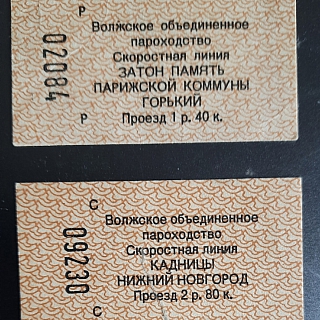 Р
02084
Волжское объединенное
пароходство
Скоростная линия
ЗАТОН ПАМЯТЬ
ПАРИЖСКОЙ КОММУНЫ
ГОРЬКИЙ
Р
Проезд 1 р. 40 к.
С
09230
Волжское объединенное
пароходство
Скоростная линия
КАДНИЦЫ
НИЖНИЙ НОВГОРОД
Проезд 2 р. 80 к.
С